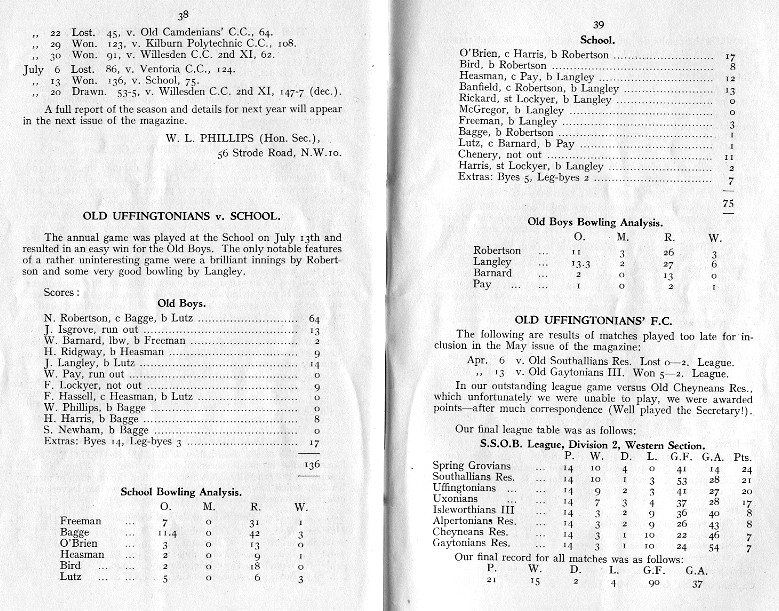 38
,, 22 Lost. 45, v. Old Camdenians' C.C., 64.
,, 29 Won. 123, v. Kilburn Polytechnic C.C., 108.
,, 30 Won. 91, v. Willesden C.C. 2nd XI, 62.
July 6 Lost. 86, v. Ventoria C.C., 124.
,, 13 Won. 136, v. School, 75.
,, 20 Drawn. 53-5, v. Willesden C.C. 2nd XI, 147-7 (dec.).
A full report of the season and details for next year will appear
in the next issue of the magazine.
W. L. PHILLIPS (Hon. Sec.),
56 Strode Road, N.W.10.
OLD UFFINGTONIANS v. SCHOOL.
The annual game was played at the School on July 13th and
resulted in an easy win for the Old Boys. The only notable features
of a rather uninteresting game were a brilliant innings by Robert-
son and some very good bowling by Langley.
Scores :
Old Boys.
N. Robertson, c Bagge, b Lutz ........ 64
J. Isgrove, run out ........ 13
W. Barnard, lbw, b Freeman ........ 2
H. Ridgway, b Heasman ........ 9
J. Langley, b Lutz ........ 14
W. Pay, run out ........ 0
F. Lockyer, not out ........ 9
F. Hassell, c Heasman, b Lutz ........ 0
W. Phillips, b Bagge ........ 0
H. Harris, b Bagge ........ 8
S. Newham, b Bagge ........ 0
Extras: Byes 14, Leg-byes 3 ........ 17
136
School Bowling Analysis.
O. M. R. W.
Freeman ... 7 0 31 1
Bagge ... 11.4 0 42 3
O'Brien ... 3 0 13 0
Heasman ... 2 0 9 1
Bird ... ... 2 0 18 0
Lutz ... ... 5 0 6 3
39
School.
O'Brien, c Harris, b Robertson ........ 17
Bird, b Robertson ........ 8
Heasman, c Pay, b Langley ........ 12
Banfield, c Robertson, b Langley ........ 13
Rickard, st Lockyer, b Langley ........ 0
McGregor, b Langley ........ 0
Freeman, b Langley ........ 3
Bagge, b Robertson ........ 1
Lutz, c Barnard, b Pay ........ 1
Chenery, not out ........ 11
Harris, st Lockyer, b Langley ........ 2
Extras: Byes 5, Leg-byes 2 ........ 7
75
Old Boys Bowling Analysis.
O. M. R. W.
Robertson ... 11 3 26 3
Langley ... 13.3 2 27 6
Barnard ... 2 0 13 0
Pay ... ... 1 0 2 1
OLD UFFINGTONIANS' F.C.
The following are results of matches played too late for in-
clusion in the May issue of the magazine:
Apr. 6 v. Old Southallians Res. Lost 0—2. League.
,, 13 v. Old Gaytonians III. Won 5—2. League.
In our outstanding league game versus Old Cheyneans Res.,
which unfortunately we were unable to play, we were awarded
points—after much correspondence (Well played the Secretary!).
Our final league table was as follows:
S.S.O.B. League, Division 2, Western Section.
P. W. D. L. G.F. G.A. Pts.
Spring Grovians ... 14 10 4 0 41 14 24
Southallians Res. ... 14 10 1 3 53 28 21
Uffingtonians ... ... 14 9 2 3 41 27 20
Uxonians ... 14 7 3 4 37 28 17
Isleworthians III ... 14 3 2 9 36 40 8
Alpertonians Res. ... 14 3 2 9 26 43 8
Cheyneans Res. ... 14 3 1 10 22 46 7
Gaytonians Res. ... 14 3 1 10 24 54 7
Our final record for all matches was as follows:
P. W. D. L. G.F. G.A.
21 15 2 4 90 37